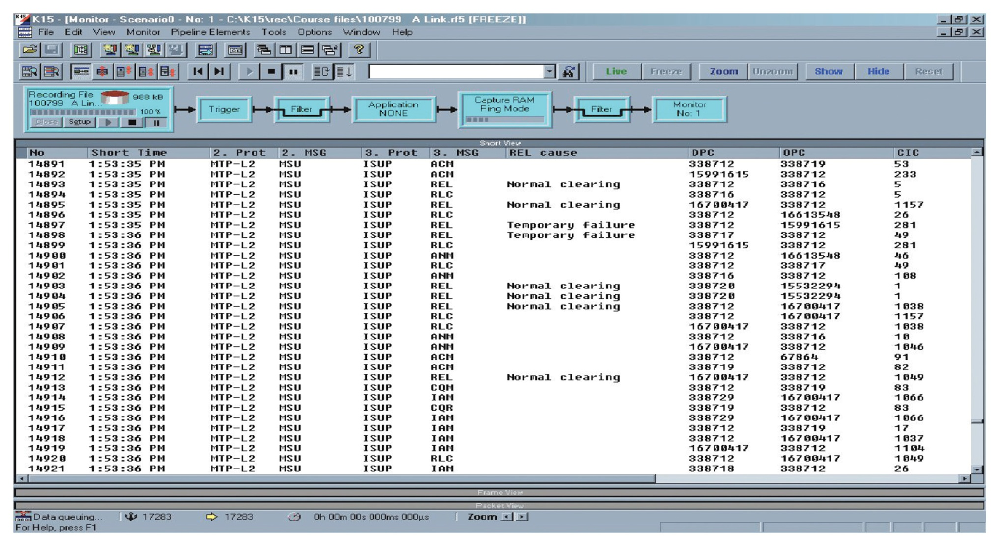 K15 - [Monitor - Scenario0 - No: 1 - C:\K15\rec\Course files\100799 A Link.rf5 [FREEZE]]
File Edit View Monitor Pipeline Elements Tools Options Window Help
Live Freeze Zoom Unzoom Show Hide Reset
Recording File 988 kB
100799 A Lin...
100 %
Close Setup
Trigger
Filter
Application
NONE
Capture RAM
Ring Mode
Filter
Monitor
No: 1
Short View
No Short Time 2. Prot 2. MSG 3. Prot 3. MSG REL cause DPC OPC CIC
14891 1:53:35 PM MTP-L2 MSU ISUP ACM 338712 338719 53
14892 1:53:35 PM MTP-L2 MSU ISUP ACM 15991615 338712 233
14893 1:53:35 PM MTP-L2 MSU ISUP REL Normal clearing 338712 338716 5
14894 1:53:35 PM MTP-L2 MSU ISUP RLC 338716 338712 5
14895 1:53:35 PM MTP-L2 MSU ISUP REL Normal clearing 16700417 338712 1157
14896 1:53:35 PM MTP-L2 MSU ISUP RLC 338712 16613548 26
14897 1:53:35 PM MTP-L2 MSU ISUP REL Temporary failure 338712 15991615 281
14898 1:53:36 PM MTP-L2 MSU ISUP REL Temporary failure 338717 338712 49
14899 1:53:36 PM MTP-L2 MSU ISUP RLC 15991615 338712 281
14900 1:53:36 PM MTP-L2 MSU ISUP ANM 338712 16613548 46
14901 1:53:36 PM MTP-L2 MSU ISUP RLC 338712 338717 49
14902 1:53:36 PM MTP-L2 MSU ISUP ANM 338716 338712 108
14903 1:53:36 PM MTP-L2 MSU ISUP REL Normal clearing 338720 15532294 1
14904 1:53:36 PM MTP-L2 MSU ISUP REL Normal clearing 338720 15532294 1
14905 1:53:36 PM MTP-L2 MSU ISUP REL Normal clearing 338712 16700417 1038
14906 1:53:36 PM MTP-L2 MSU ISUP RLC 338712 16700417 1157
14907 1:53:36 PM MTP-L2 MSU ISUP RLC 16700417 338712 1038
14908 1:53:36 PM MTP-L2 MSU ISUP ANM 338712 338716 10
14909 1:53:36 PM MTP-L2 MSU ISUP ANM 16700417 338712 1046
14910 1:53:36 PM MTP-L2 MSU ISUP ACM 338712 67864 91
14911 1:53:36 PM MTP-L2 MSU ISUP ACM 338719 338712 82
14912 1:53:36 PM MTP-L2 MSU ISUP REL Normal clearing 16700417 338712 1049
14913 1:53:36 PM MTP-L2 MSU ISUP CQM 338712 338719 83
14914 1:53:36 PM MTP-L2 MSU ISUP IAM 338729 16700417 1066
14915 1:53:36 PM MTP-L2 MSU ISUP CQR 338719 338712 83
14916 1:53:36 PM MTP-L2 MSU ISUP IAM 338729 16700417 1066
14917 1:53:36 PM MTP-L2 MSU ISUP IAM 338712 338719 17
14918 1:53:36 PM MTP-L2 MSU ISUP IAM 338712 16700417 1037
14919 1:53:36 PM MTP-L2 MSU ISUP IAM 16700417 338712 1104
14920 1:53:36 PM MTP-L2 MSU ISUP RLC 338712 16700417 1049
14921 1:53:36 PM MTP-L2 MSU ISUP IAM 338718 338712 26
Frame View
Packet View
Data queuing... 17283 17283 0h 00m 00s 000ms 000µs Zoom
For Help, press F1